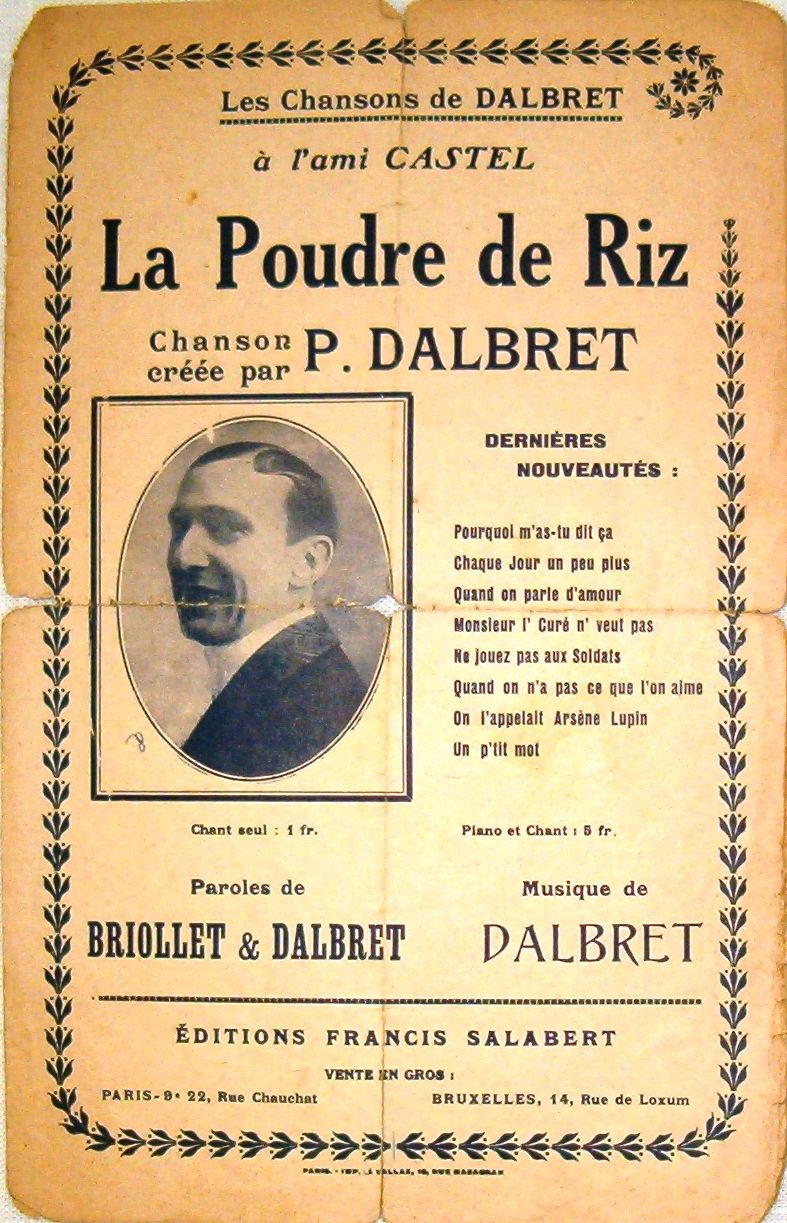 Les Chansons de DALBRET
à l'ami CASTEL
La Poudre de Riz
Chanson
créée par P. DALBRET
DERNIÈRES
NOUVEAUTÉS :
Pourquoi m'as-tu dit ça
Chaque Jour un peu plus
Quand on parle d'amour
Monsieur l' Curé n' veut pas
Ne jouez pas aux Soldats
Quand on n'a pas ce que l'on aime
On l'appelait Arsène Lupin
Un p'tit mot
Chant seul : 1 fr.
Piano et Chant : 5 fr.
Paroles de
BRIOLLET & DALBRET
Musique de
DALBRET
ÉDITIONS FRANCIS SALABERT
VENTE EN GROS :
PARIS-9e 22, Rue Chauchat
BRUXELLES, 14, Rue de Loxum
PARIS. - IMP. RUE MAZAGRAN